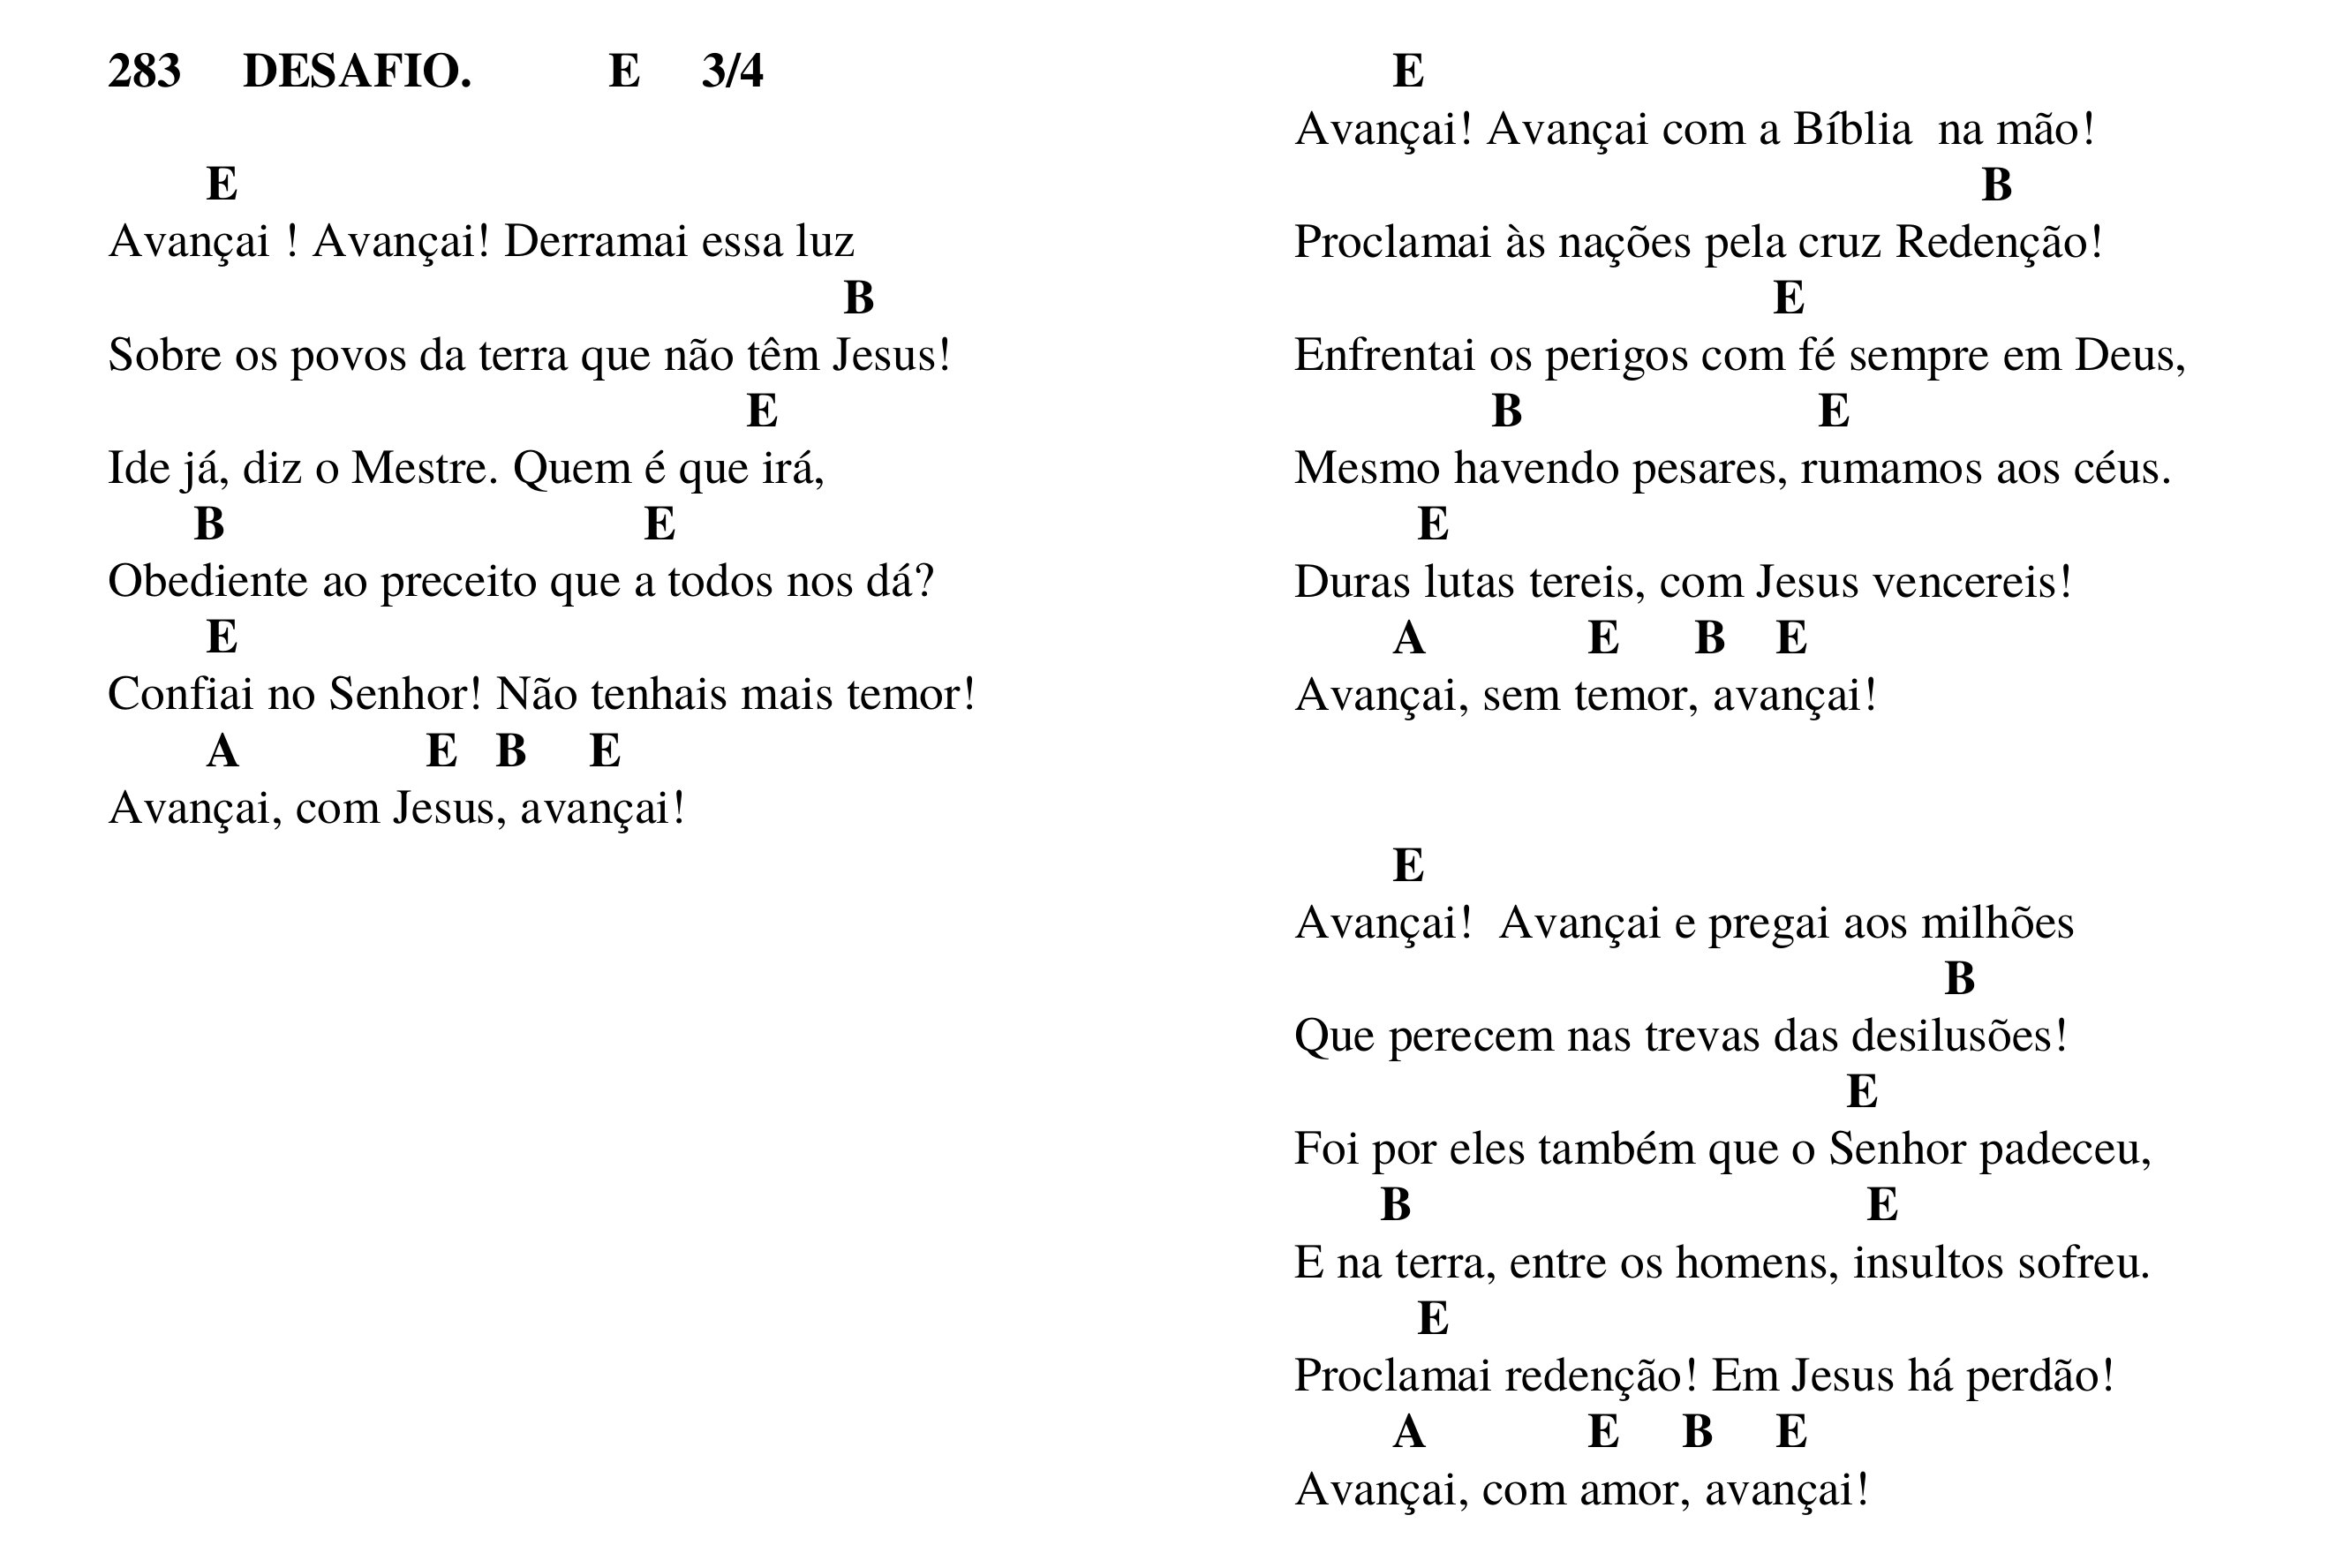 283 DESAFIO. E 3/4
E
Avançai ! Avançai! Derramai essa luz
B
Sobre os povos da terra que não têm Jesus!
E
Ide já, diz o Mestre. Quem é que irá,
B E
Obediente ao preceito que a todos nos dá?
E
Confiai no Senhor! Não tenhais mais temor!
A E B E
Avançai, com Jesus, avançai!
E
Avançai! Avançai com a Bíblia na mão!
B
Proclamai às nações pela cruz Redenção!
E
Enfrentai os perigos com fé sempre em Deus,
B E
Mesmo havendo pesares, rumamos aos céus.
E
Duras lutas tereis, com Jesus vencereis!
A E B E
Avançai, sem temor, avançai!
E
Avançai! Avançai e pregai aos milhões
B
Que perecem nas trevas das desilusões!
E
Foi por eles também que o Senhor padeceu,
B E
E na terra, entre os homens, insultos sofreu.
E
Proclamai redenção! Em Jesus há perdão!
A E B E
Avançai, com amor, avançai!